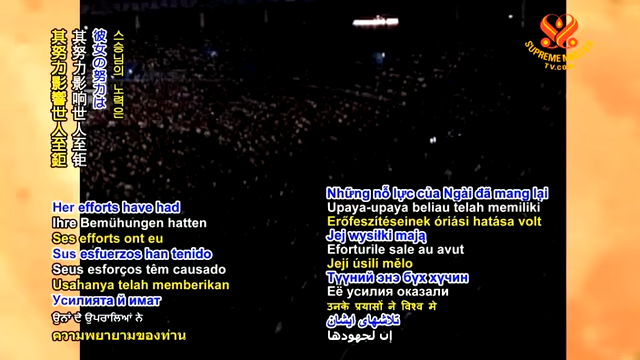 其努力影響世人至鉅
其努力影响世人至钜
彼女の努力は
스승님의 노력은
SUPREME MASTER
TV.com
Her efforts have had
Ihre Bemühungen hatten
Ses efforts ont eu
Sus esfuerzos han tenido
Seus esforços têm causado
Usahanya telah memberikan
Усилията й имат
ਉਨਾਂ ਦੇ ਉਪਰਾਲਿਆਂ ਨੇ
ความพยายามของท่าน
Những nỗ lực của Ngài đã mang lại
Upaya-upaya beliau telah memiliki
Erőfeszítéseinek óriási hatása volt
Jej wysiłki mają
Eforturile sale au avut
Její úsilí mělo
Түүний энэ бүх хүчин
Её усилия оказали
उनके प्रयासों ने विश्व मे
تلاشهای ایشان
إن لجهودها